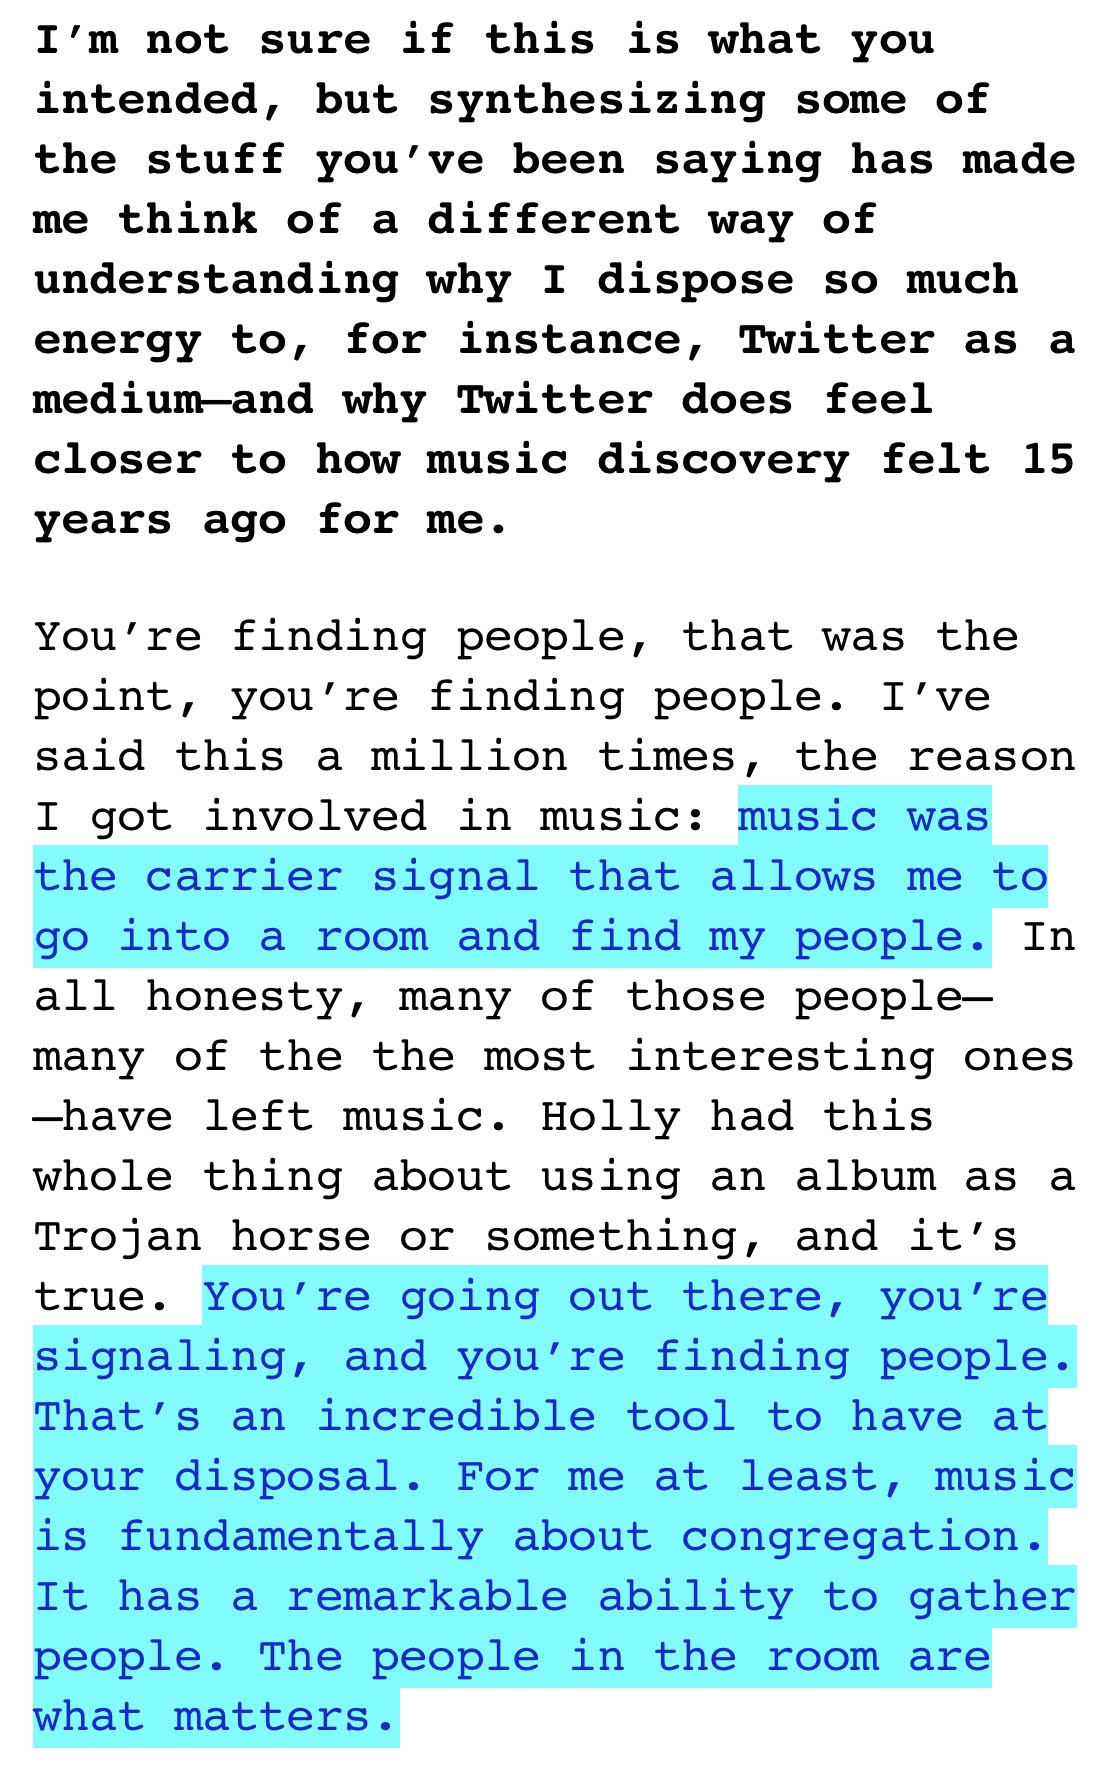 I’m not sure if this is what you
intended, but synthesizing some of
the stuff you’ve been saying has made
me think of a different way of
understanding why I dispose so much
energy to, for instance, Twitter as a
medium—and why Twitter does feel
closer to how music discovery felt 15
years ago for me.
You’re finding people, that was the
point, you’re finding people. I’ve
said this a million times, the reason
I got involved in music: music was
the carrier signal that allows me to
go into a room and find my people. In
all honesty, many of those people—
many of the the most interesting ones
—have left music. Holly had this
whole thing about using an album as a
Trojan horse or something, and it’s
true. You’re going out there, you’re
signaling, and you’re finding people.
That’s an incredible tool to have at
your disposal. For me at least, music
is fundamentally about congregation.
It has a remarkable ability to gather
people. The people in the room are
what matters.